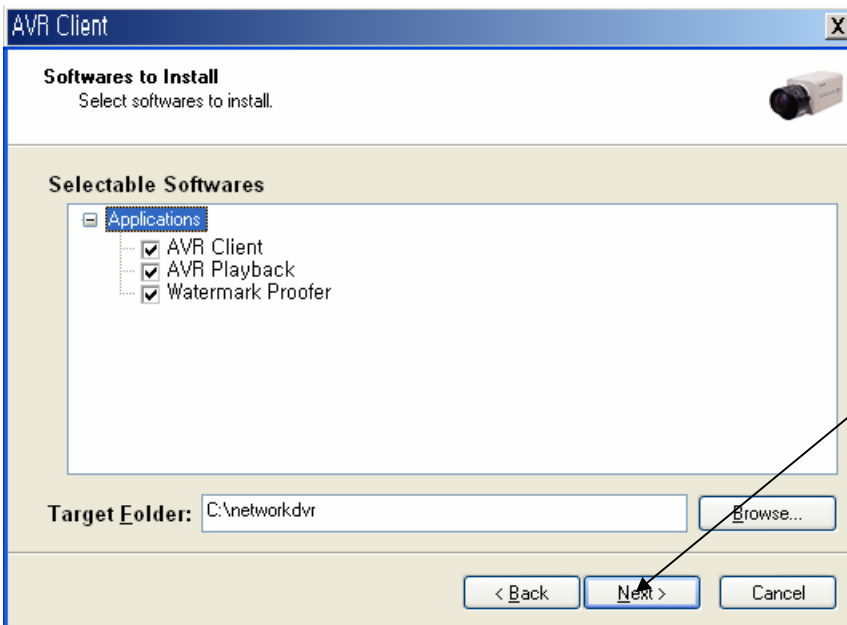 AVR Client
Softwares to Install
Select softwares to install.
Selectable Softwares
Applications
AVR Client
AVR Playback
Watermark Proofer
Target Folder: C:\networkdvr Browse...
< Back Next > Cancel